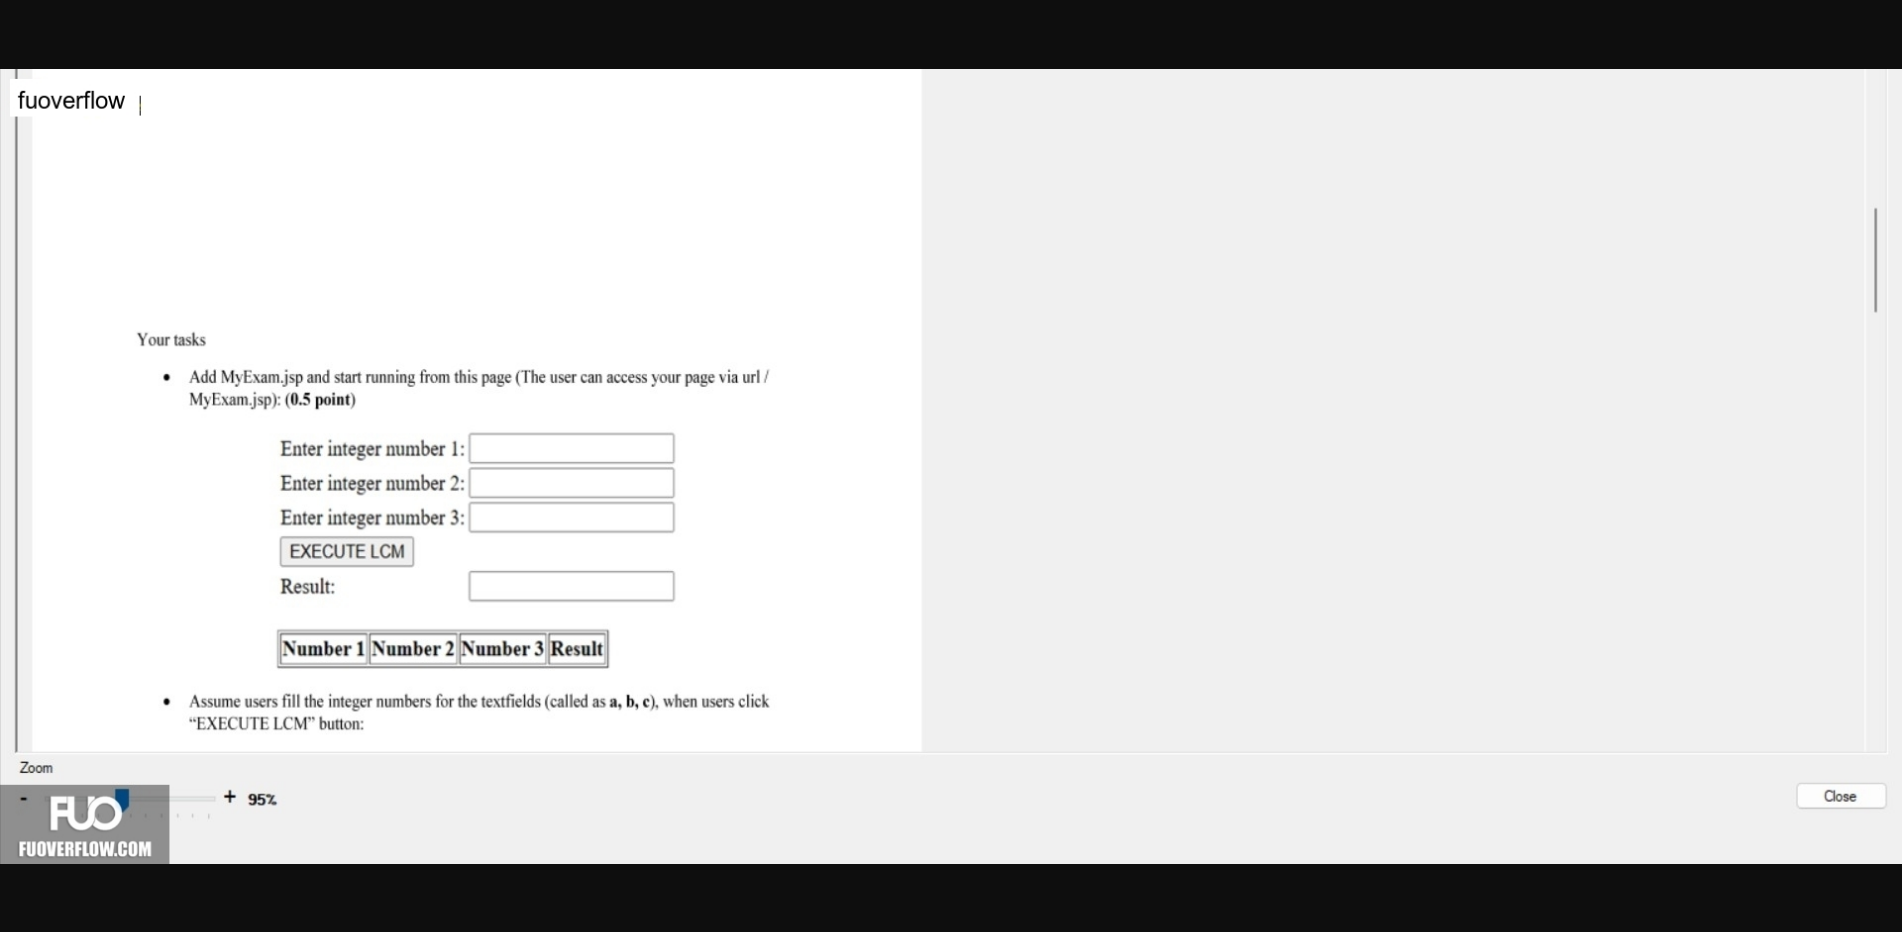 fuoverflow
Your tasks
• Add MyExam.jsp and start running from this page (The user can access your page via url /
MyExam.jsp): (0.5 point)
Enter integer number 1:
Enter integer number 2:
Enter integer number 3:
EXECUTE LCM
Result:
Number 1 Number 2 Number 3 Result
• Assume users fill the integer numbers for the textfields (called as a, b, c), when users click
“EXECUTE LCM” button:
Zoom
- + 95%
Close
FUO
FUOVERFLOW.COM